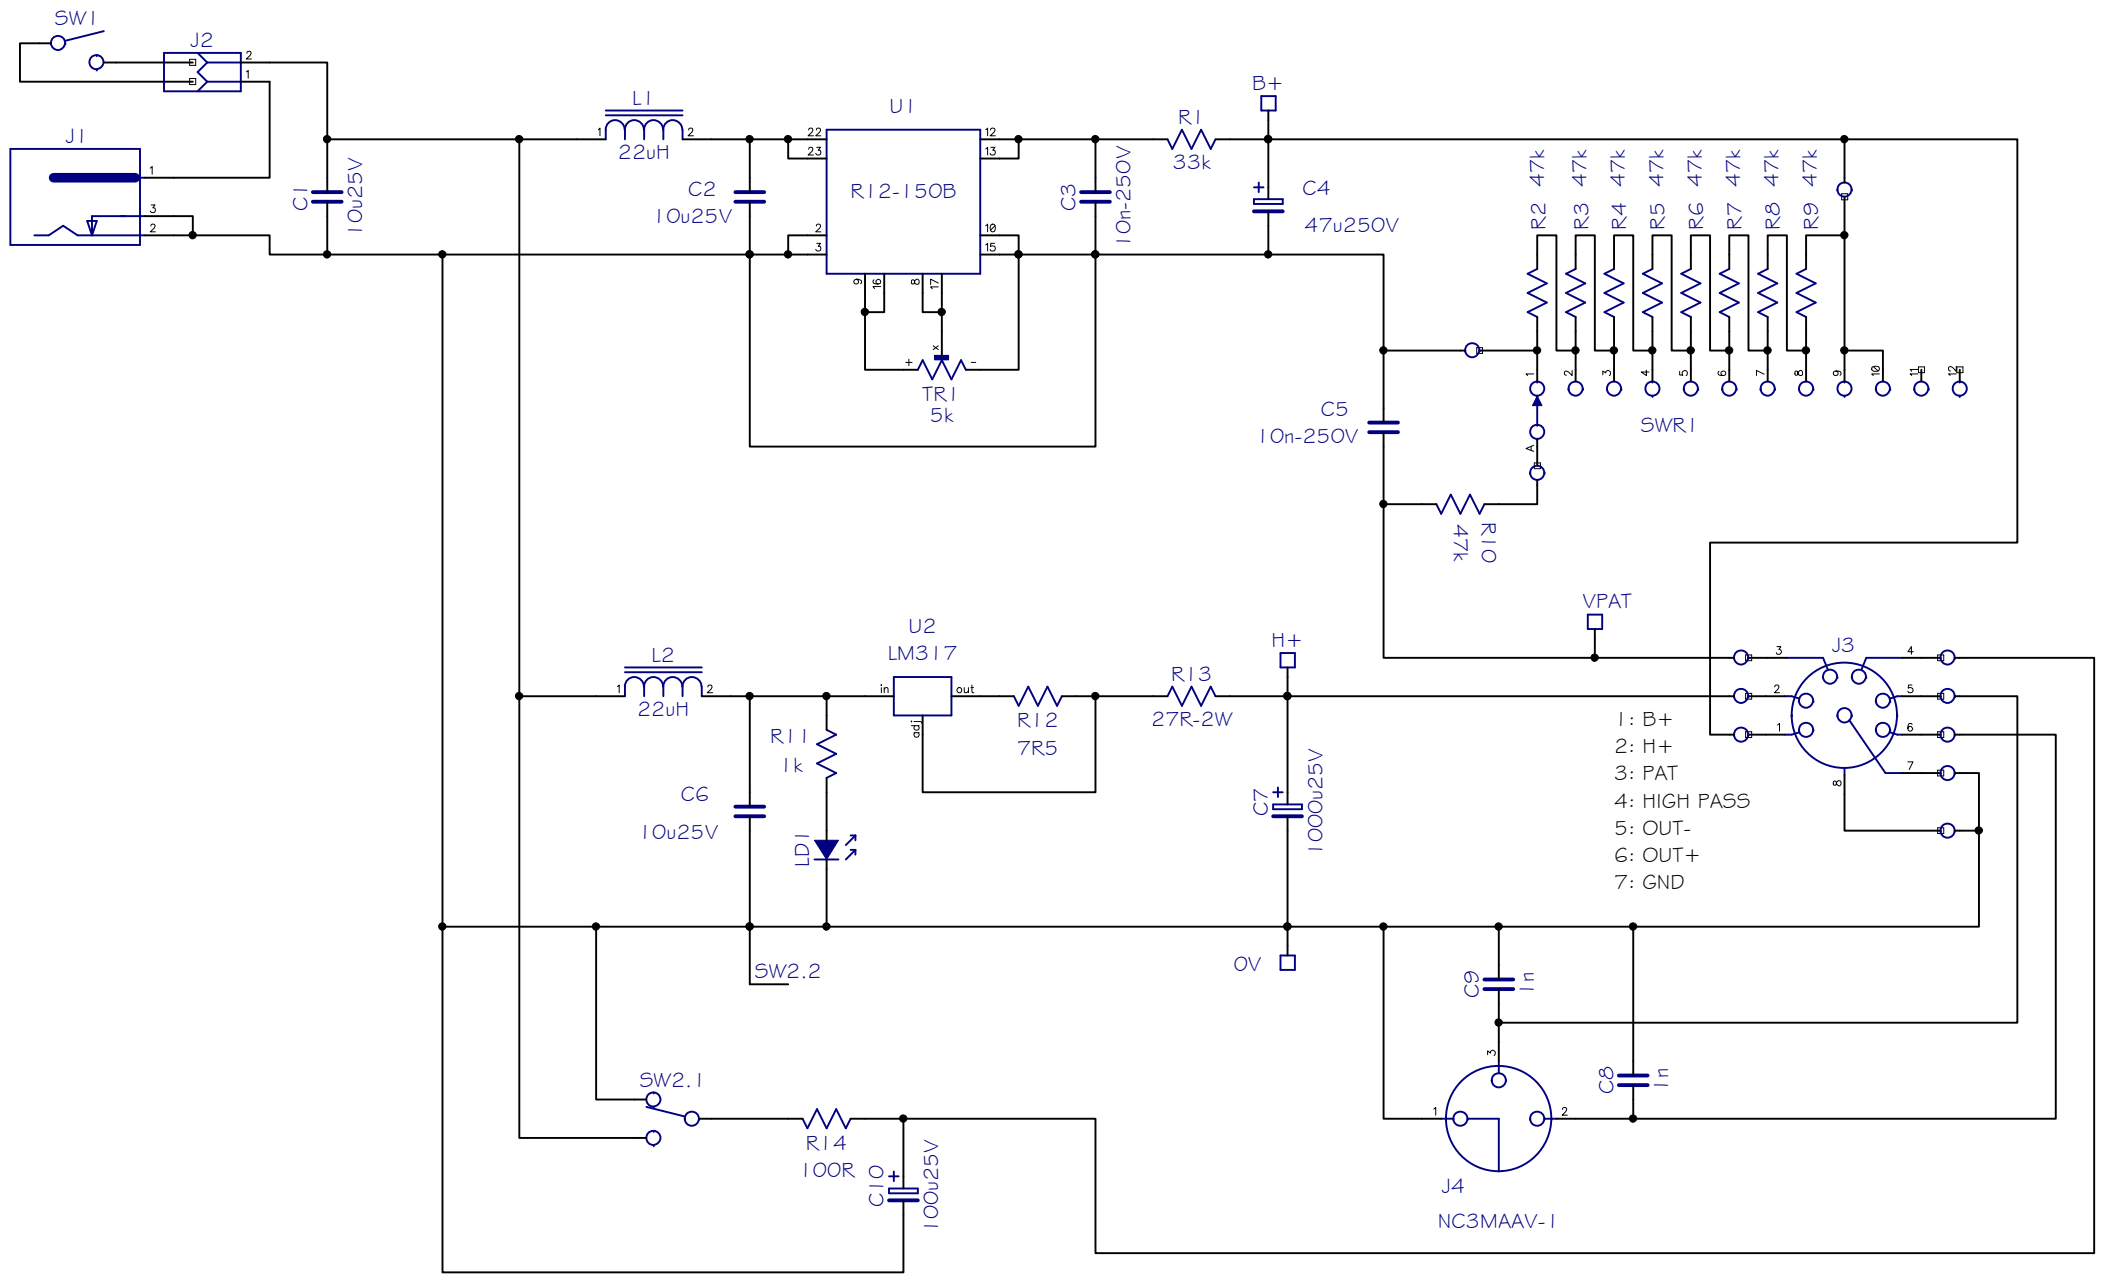 SW1
J2
2
1
J1
1
3
2
C1
10u25V
L1
1
2
22uH
C2
10u25V
U1
R12-150B
22
23
2
3
12
13
10
15
9
16
8
17
+
x
-
TR1
5k
C3
10n-250V
R1
33k
B+
C4
+
47u250V
R2 47k
R3 47k
R4 47k
R5 47k
R6 47k
R7 47k
R8 47k
R9 47k
1
2
3
4
5
6
7
8
9
10
11
12
A
SWR1
C5
10n-250V
R10
47k
VPAT
J3
3
2
1
4
5
6
7
8
1: B+
2: H+
3: PAT
4: HIGH PASS
5: OUT-
6: OUT+
7: GND
L2
1
2
22uH
U2
LM317
in
out
adj
R11
1k
R12
7R5
R13
27R-2W
H+
C6
10u25V
LD1
C7
+
1000u25V
SW2.2
0V
C9
1n
C8
1n
3
1
2
J4
NC3MAAV-1
SW2.1
R14
100R
C10
+
100u25V